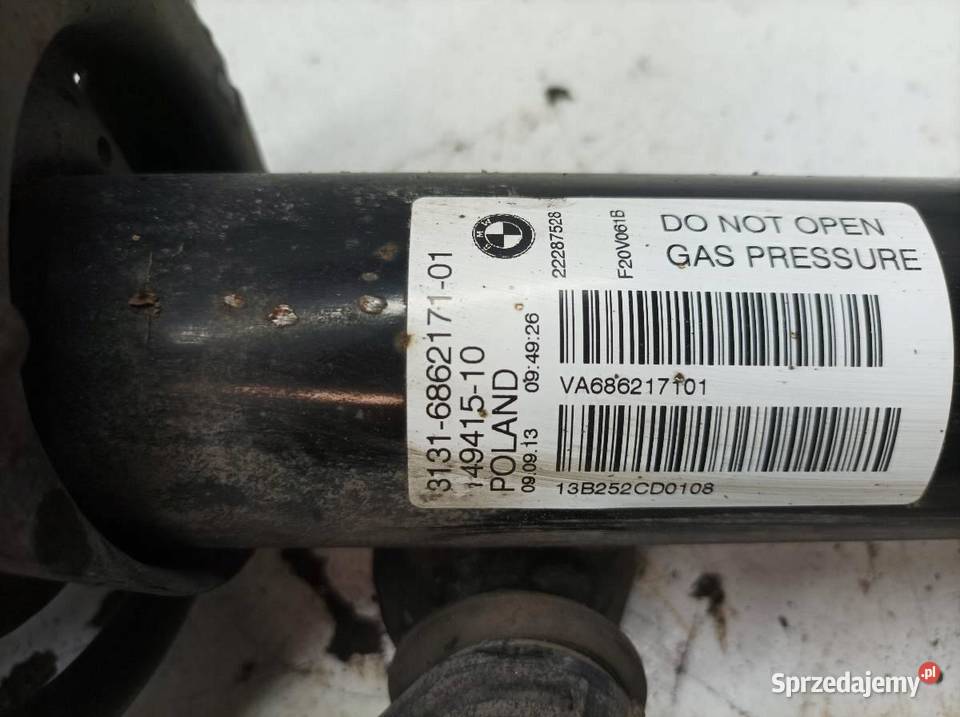 BMW
22287528
F20V061B
DO NOT OPEN
GAS PRESSURE
3131-6862171-01
149415-10
POLAND
09.09.13 09:49:26
VA686217101
13B252CD0108
Sprzedajemy.pl